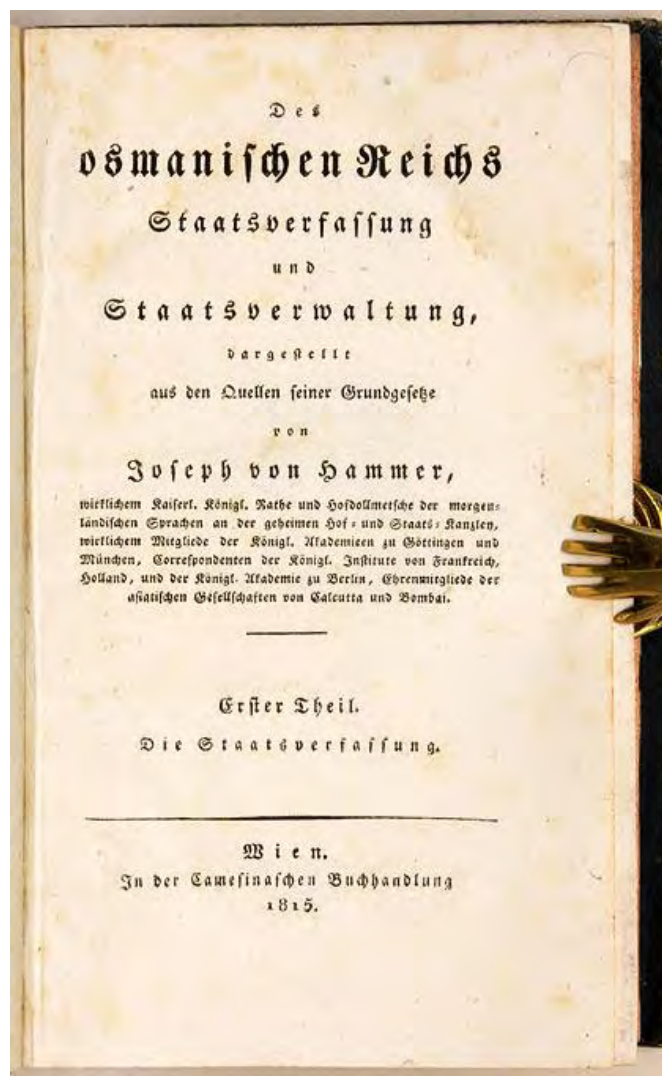 Des
osmanischen Reichs
Staatsverfassung
und
Staatsverwaltung,
dargestellt
aus den Quellen seiner Grundgesetze
von
Joseph von Hammer,
wirklichem Kaiserl. Königl. Rathe und Hofdollmetsche der morgen-
ländischen Sprachen an der geheimen Hof- und Staats-Kanzley,
wirklichem Mitgliede der Königl. Akademieen zu Göttingen und
München, Correspondenten der Königl. Institute von Frankreich,
Holland, und der Königl. Akademie zu Berlin, Ehrenmitgliede der
asiatischen Gesellschaften von Calcutta und Bombai.
Erster Theil.
Die Staatsverfassung.
Wien.
In der Camesinaschen Buchhandlung
1815.